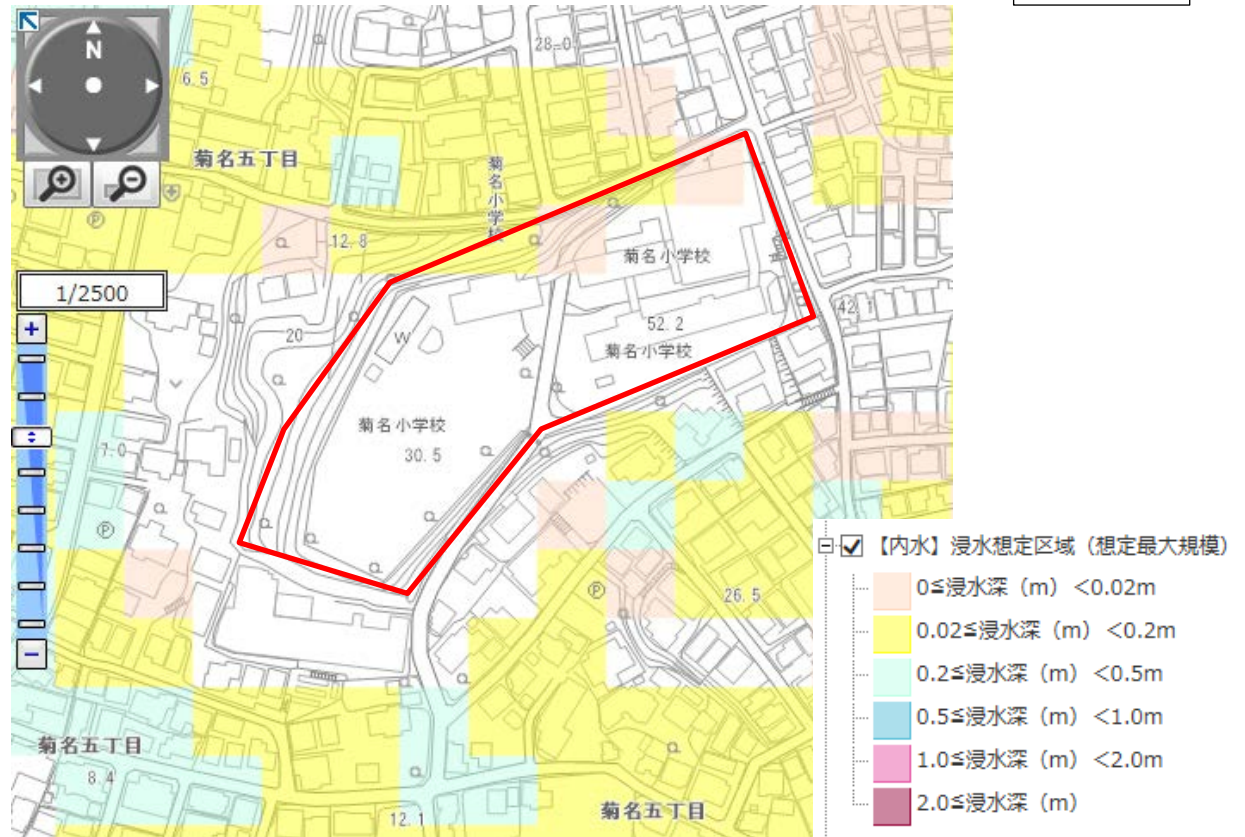 N
28.0
6.5
菊名五丁目
菊名小学校
P
12.8
菊名小学校
1/2500
20
W
52.2
42.1
菊名小学校
菊名小学校
7.0
30.5
P
【内水】浸水想定区域（想定最大規模）
P
26.5
0≦浸水深（m）＜0.02m
0.02≦浸水深（m）＜0.2m
0.2≦浸水深（m）＜0.5m
0.5≦浸水深（m）＜1.0m
菊名五丁目
1.0≦浸水深（m）＜2.0m
8.4
2.0≦浸水深（m）
12.1
菊名五丁目